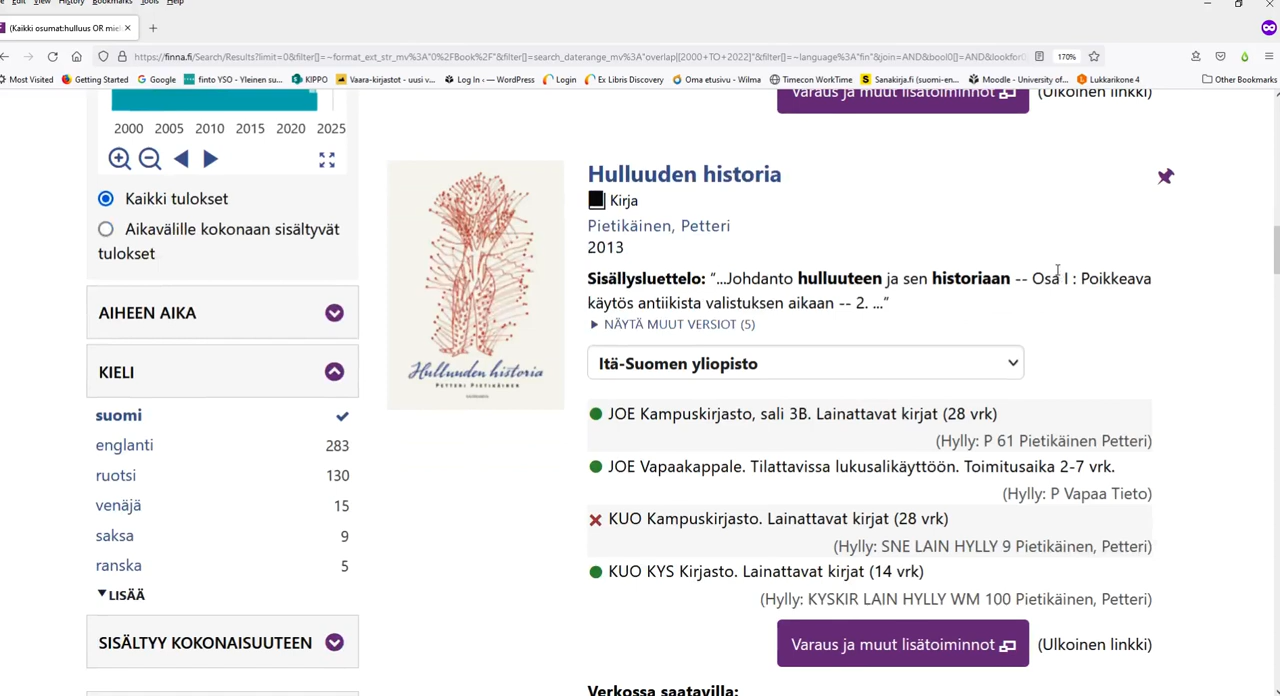 Edit View History Bookmarks Tools Help
(Kaikki osumat:hulluus OR miel
https://finna.fi/Search/Results?limit=0&filter[]=~format_ext_str_mv%3A"0%2FBook%2F"&filter[]=search_daterange_mv%3A"overlap|[2000+TO+2022]"&filter[]=~language%3A"fin"&join=AND&bool0[]=AND&lookfor0 170%
Most Visited Getting Started Google finto YSO - Yleinen su... KIPPO Vaara-kirjastot - uusi v... Log In ‹ — WordPress Login Ex Libris Discovery Oma etusivu - Wilma Timecon WorkTime Sanakirja.fi (suomi-en... Moodle - University of... Lukkarikone 4 Other Bookmarks
Varaus ja muut lisätoiminnot (Ulkoinen linkki)
2000 2005 2010 2015 2020 2025
Kaikki tulokset
Aikavälille kokonaan sisältyvät
tulokset
AIHEEN AIKA
KIELI
suomi
englanti 283
ruotsi 130
venäjä 15
saksa 9
ranska 5
LISÄÄ
SISÄLTYY KOKONAISUUTEEN
Hulluuden historia
PETTERI PIETIKÄINEN
Hulluuden historia
Kirja
Pietikäinen, Petteri
2013
Sisällysluettelo: “...Johdanto hulluuteen ja sen historiaan -- Osa I : Poikkeava
käytös antiikista valistuksen aikaan -- 2. ...”
NÄYTÄ MUUT VERSIOT (5)
Itä-Suomen yliopisto
JOE Kampuskirjasto, sali 3B. Lainattavat kirjat (28 vrk)
(Hylly: P 61 Pietikäinen Petteri)
JOE Vapaakappale. Tilattavissa lukusalikäyttöön. Toimitusaika 2-7 vrk.
(Hylly: P Vapaa Tieto)
KUO Kampuskirjasto. Lainattavat kirjat (28 vrk)
(Hylly: SNE LAIN HYLLY 9 Pietikäinen, Petteri)
KUO KYS Kirjasto. Lainattavat kirjat (14 vrk)
(Hylly: KYSKIR LAIN HYLLY WM 100 Pietikäinen, Petteri)
Varaus ja muut lisätoiminnot (Ulkoinen linkki)
Verkossa saatavilla: